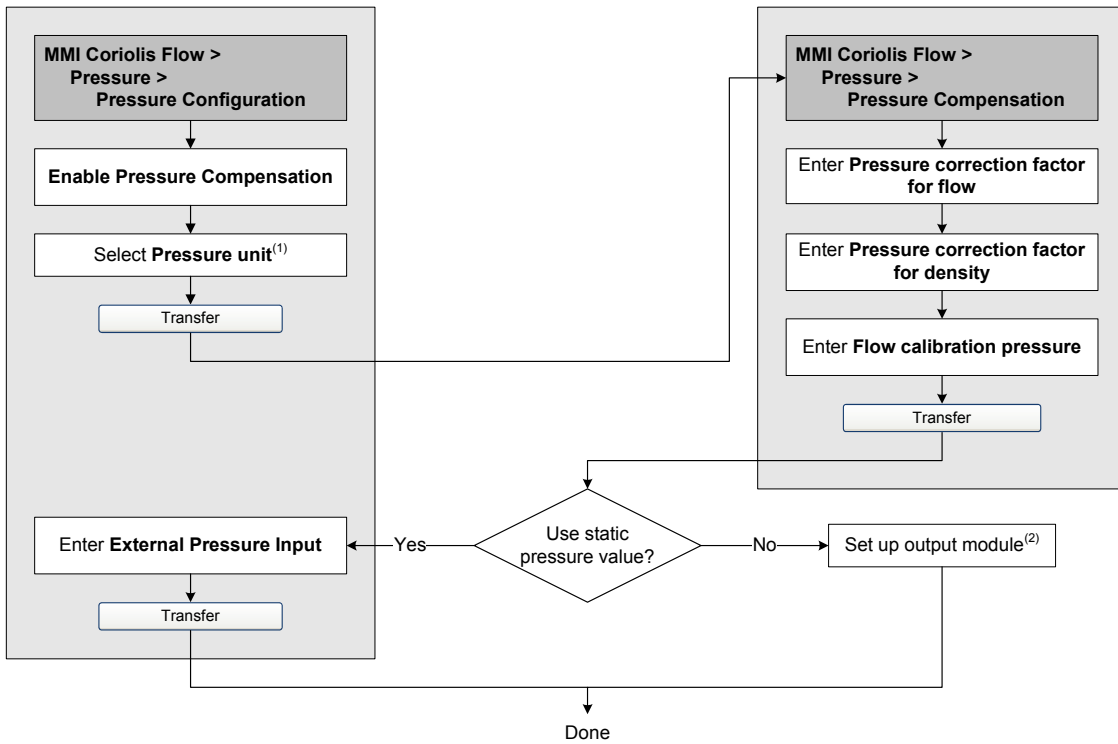 MMI Coriolis Flow >
Pressure >
Pressure Configuration
Enable Pressure Compensation
Select Pressure unit(1)
Transfer
MMI Coriolis Flow >
Pressure >
Pressure Compensation
Enter Pressure correction factor
for flow
Enter Pressure correction factor
for density
Enter Flow calibration pressure
Transfer
Use static
pressure value?
Yes
No
Enter External Pressure Input
Transfer
Set up output module(2)
Done